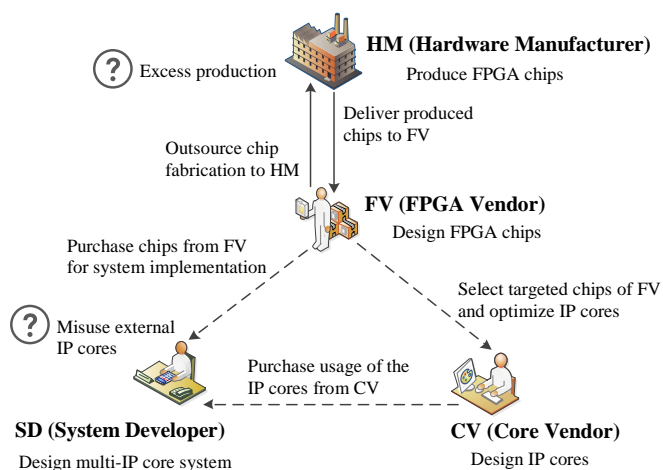 HM (Hardware Manufacturer)
? Excess production
Produce FPGA chips
Deliver produced
chips to FV
Outsource chip
fabrication to HM
FV (FPGA Vendor)
Design FPGA chips
Purchase chips from FV
for system implementation
Select targeted chips of FV
and optimize IP cores
? Misuse external
IP cores
Purchase usage of the
IP cores from CV
SD (System Developer)
Design multi-IP core system
CV (Core Vendor)
Design IP cores